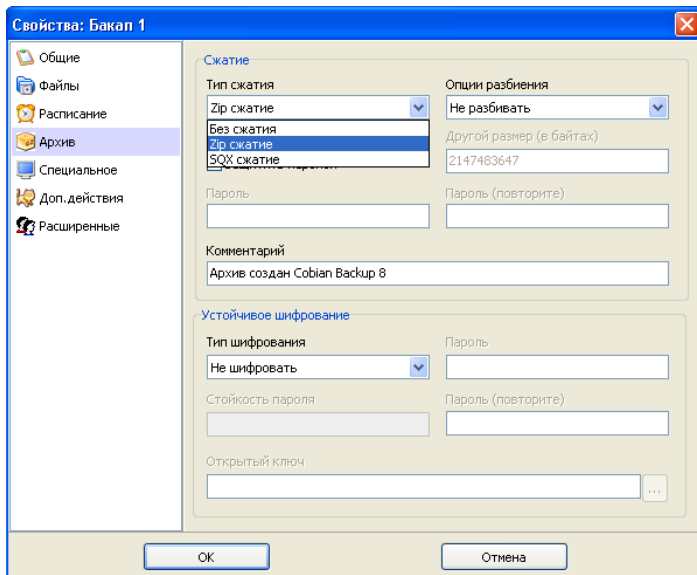 Свойства: Бакап 1
Общие
Файлы
Расписание
Архив
Специальное
Доп.действия
Расширенные
Сжатие
Тип сжатия
Опции разбиения
Zip сжатие
Не разбивать
Без сжатия
Zip сжатие
SQX сжатие
Другой размер (в байтах)
2147483647
Пароль
Пароль (повторите)
Комментарий
Архив создан Cobian Backup 8
Устойчивое шифрование
Тип шифрования
Пароль
Не шифровать
Стойкость пароля
Пароль (повторите)
Открытый ключ
...
ОК
Отмена